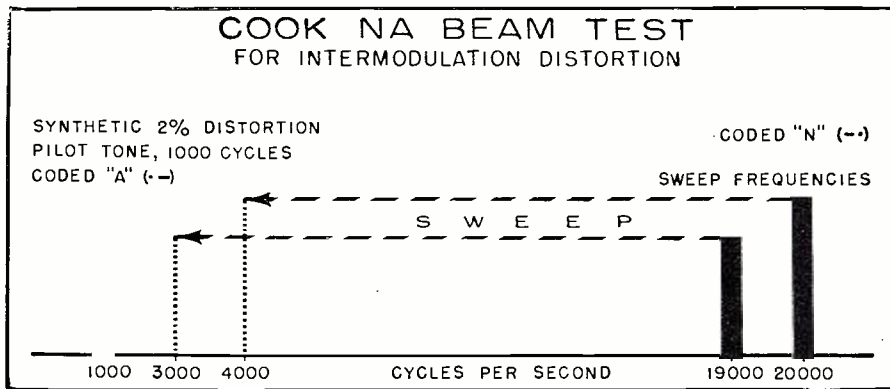 COOK NA BEAM TEST
FOR INTERMODULATION DISTORTION
SYNTHETIC 2% DISTORTION
PILOT TONE, 1000 CYCLES
CODED "A" (•—)
CODED "N" (—•)
SWEEP FREQUENCIES
SWEEP
1000 3000 4000 CYCLES PER SECOND 19000 20000